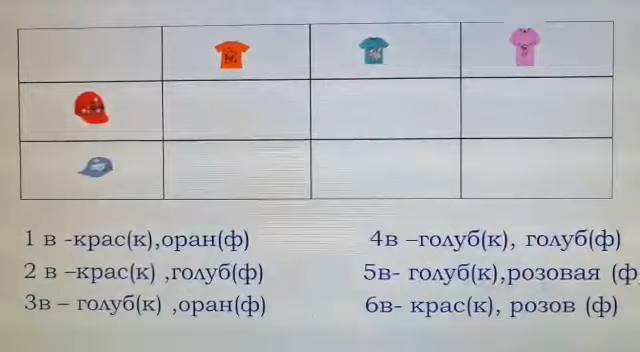 1 в -крас(к),оран(ф)
2 в –крас(к) ,голуб(ф)
3в – голуб(к) ,оран(ф)
4в –голуб(к), голуб(ф)
5в- голуб(к),розовая (ф
6в- крас(к), розов (ф)